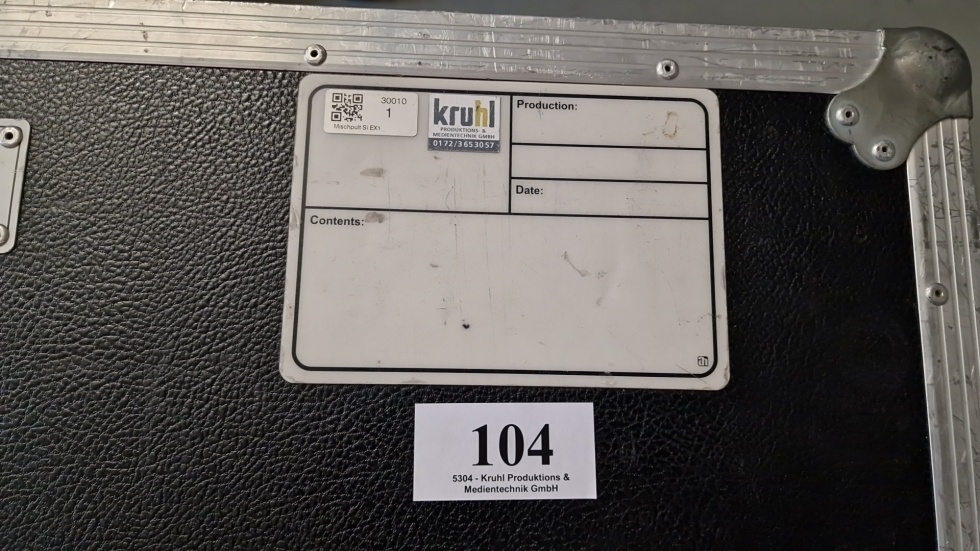 30010
1
Mischpult Si EX1
kruhl
PRODUKTIONS- &
MEDIENTECHNIK GMBH
0172/3653057
Production:
Date:
Contents:
104
5304 - Kruhl Produktions &
Medientechnik GmbH